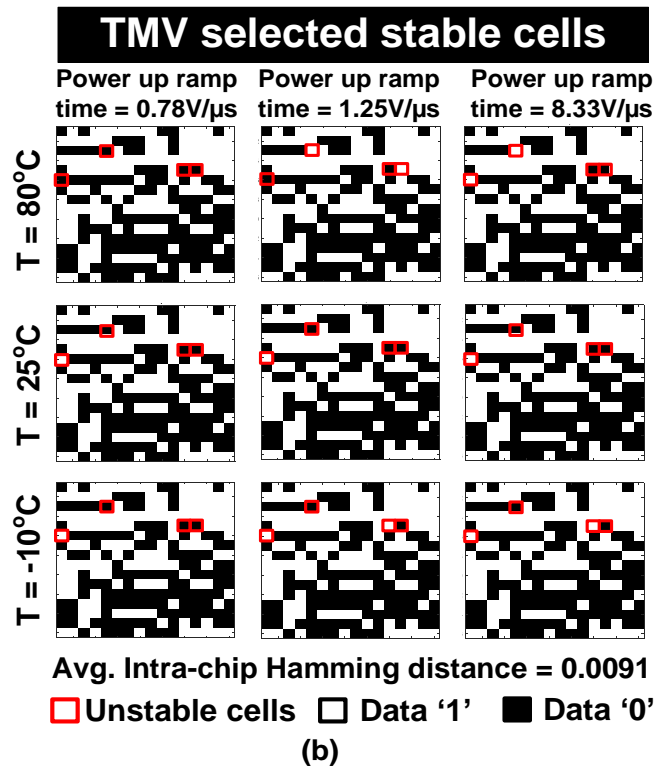 TMV selected stable cells
Power up ramp time = 0.78V/µs
Power up ramp time = 1.25V/µs
Power up ramp time = 8.33V/µs
T = 80°C
T = 25°C
T = -10°C
Avg. Intra-chip Hamming distance = 0.0091
Unstable cells Data ‘1’ Data ‘0’
(b)